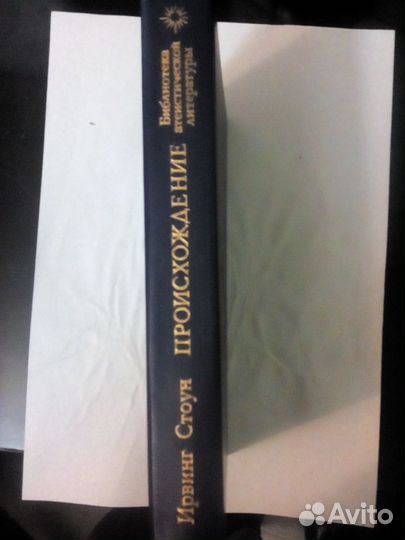 Ирвинг Стоун ПРОИСХОЖДЕНИЕ
Библиотека
атеистической
литературы
Avito